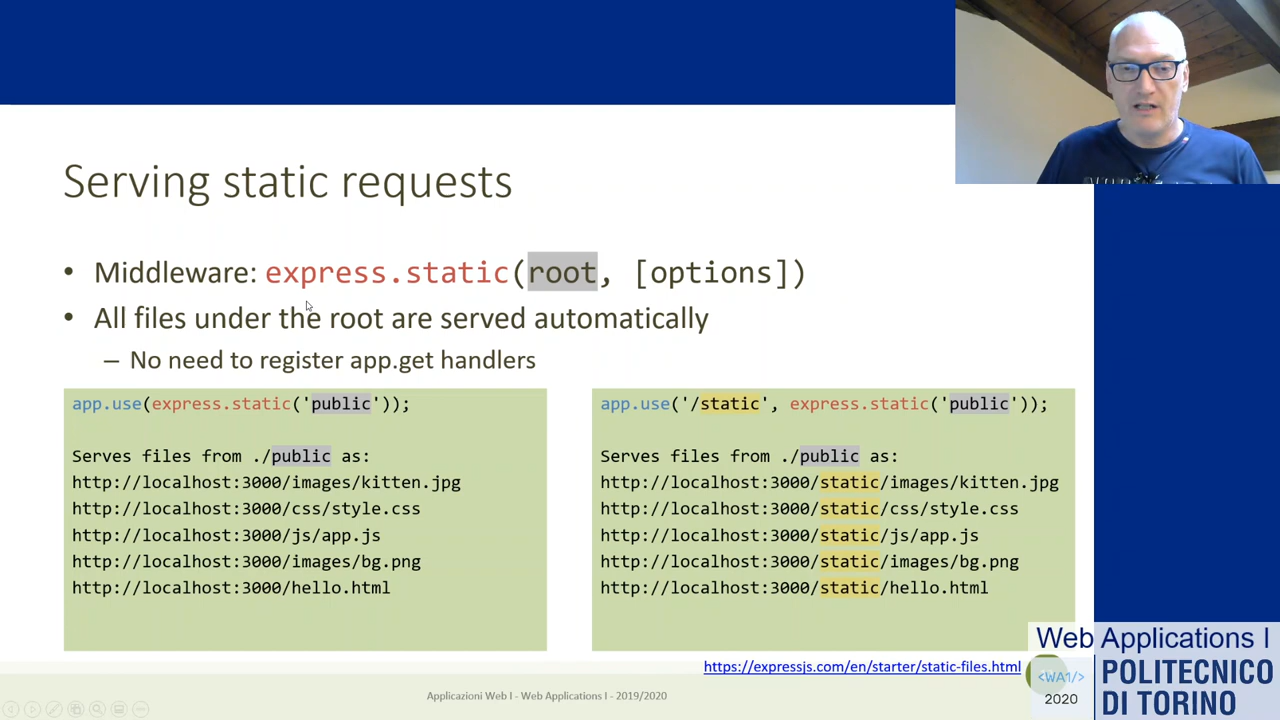 Serving static requests
• Middleware: express.static(root, [options])
• All files under the root are served automatically
– No need to register app.get handlers
app.use(express.static('public'));
Serves files from ./public as:
http://localhost:3000/images/kitten.jpg
http://localhost:3000/css/style.css
http://localhost:3000/js/app.js
http://localhost:3000/images/bg.png
http://localhost:3000/hello.html
app.use('/static', express.static('public'));
Serves files from ./public as:
http://localhost:3000/static/images/kitten.jpg
http://localhost:3000/static/css/style.css
http://localhost:3000/static/js/app.js
http://localhost:3000/static/images/bg.png
http://localhost:3000/static/hello.html
https://expressjs.com/en/starter/static-files.html
Applicazioni Web I - Web Applications I - 2019/2020
Web Applications I
<WA1/>
2020
POLITECNICO
DI TORINO